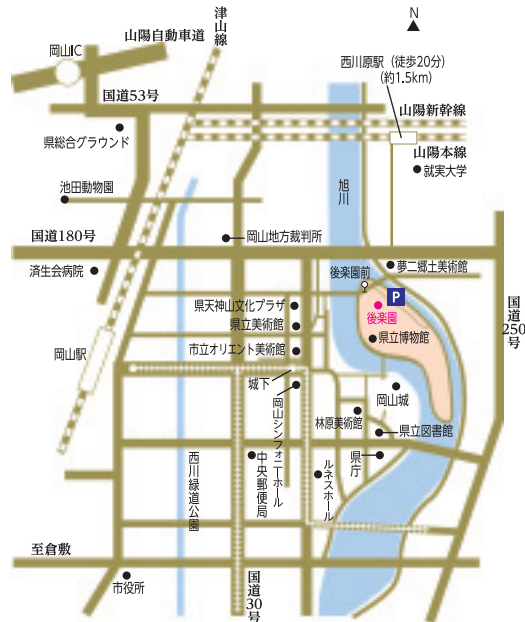 津山線
N
山陽自動車道
岡山IC
西川原駅（徒歩20分）
（約1.5km）
国道53号
山陽新幹線
県総合グラウンド
山陽本線
就実大学
池田動物園
旭川
国道180号
岡山地方裁判所
済生会病院
後楽園前
夢二郷土美術館
P
県天神山文化プラザ
後楽園
国道250号
県立美術館
県立博物館
岡山駅
市立オリエント美術館
城下
岡山城
岡山シンフォニーホール
林原美術館
県立図書館
西川緑道公園
中央郵便局
ルネスホール
県庁
至倉敷
市役所
国道30号